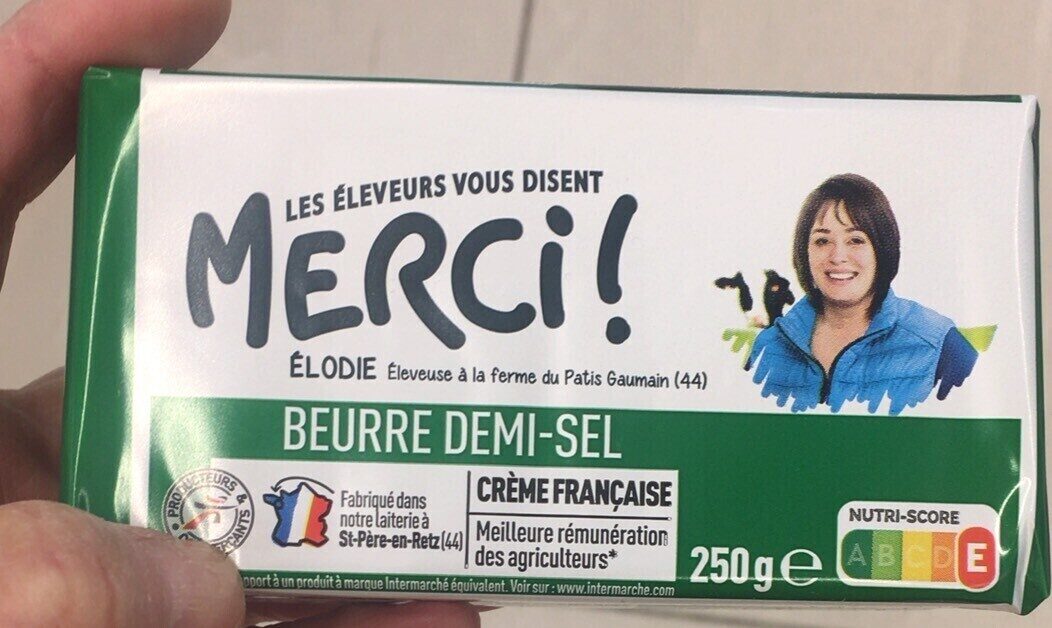 LES ÉLEVEURS VOUS DISENT
MERCi!
ÉLODIE Éleveuse à la ferme du Patis Gaumain (44)
BEURRE DEMI-SEL
PRODUCTEURS &
Fabriqué dans
notre laiterie à
St-Père-en-Retz (44)
CRÈME FRANÇAISE
Meilleure rémunération
des agriculteurs*
250g e
NUTRI-SCORE
A B C D E
à un produit à marque Intermarché équivalent. Voir sur : www.intermarche.com